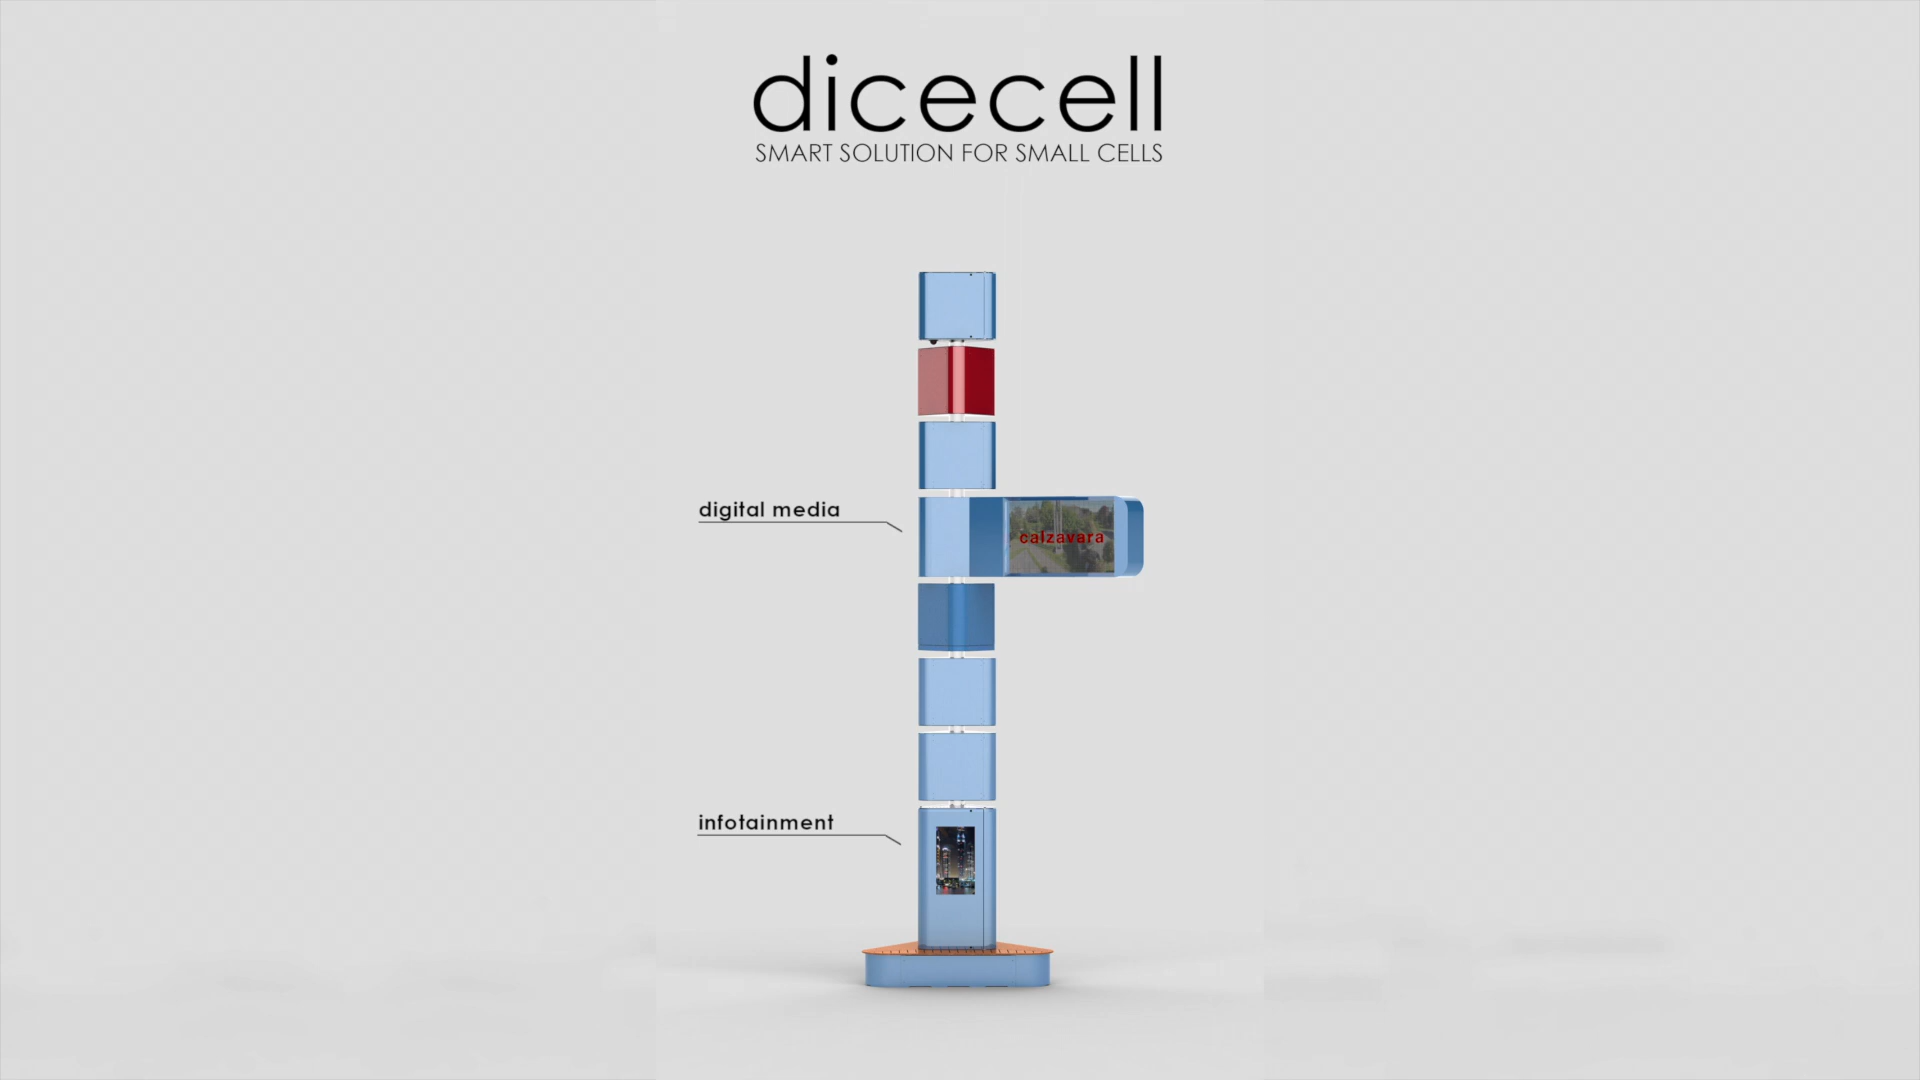 dicecell
SMART SOLUTION FOR SMALL CELLS
digital media
calzavara
infotainment